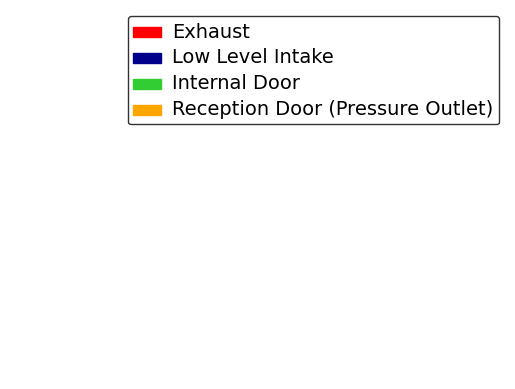 Exhaust
Low Level Intake
Internal Door
Reception Door (Pressure Outlet)